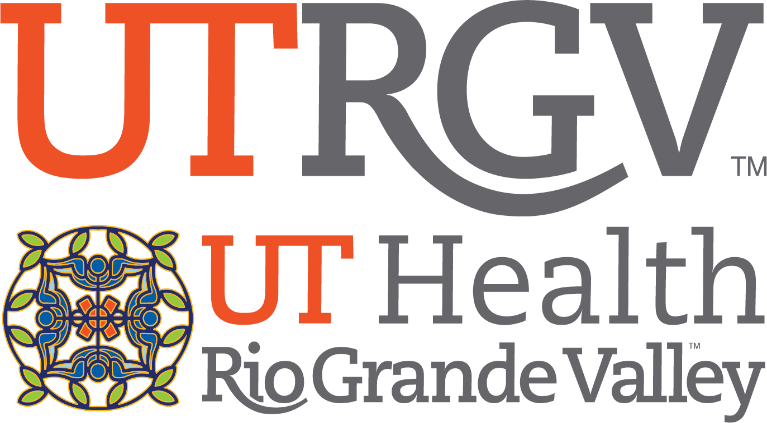 UTRGV™
UT Health
Rio Grande Valley™